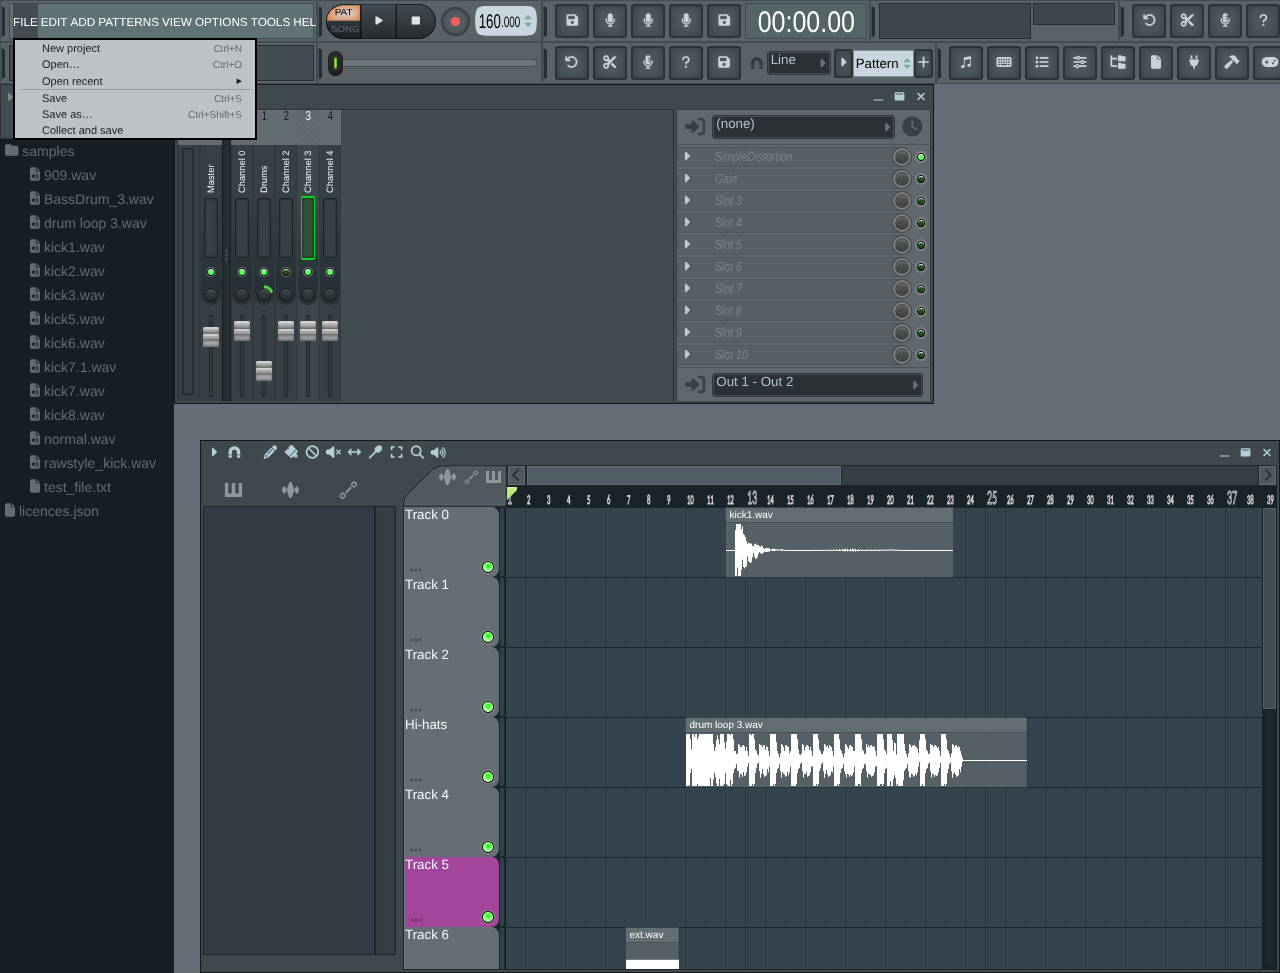 FILE EDIT ADD PATTERNS VIEW OPTIONS TOOLS HEL
PAT
SONG
160.000
00:00.00
Line
Pattern
New project Ctrl+N
Open... Ctrl+O
Open recent
Save Ctrl+S
Save as... Ctrl+Shift+S
Collect and save
samples
909.wav
BassDrum_3.wav
drum loop 3.wav
kick1.wav
kick2.wav
kick3.wav
kick5.wav
kick6.wav
kick7.1.wav
kick7.wav
kick8.wav
normal.wav
rawstyle_kick.wav
test_file.txt
licences.json
1 2 3 4
Master
Channel 0
Drums
Channel 2
Channel 3
Channel 4
(none)
SimpleDistortion
Gain
Slot 3
Slot 4
Slot 5
Slot 6
Slot 7
Slot 8
Slot 9
Slot 10
Out 1 - Out 2
1 2 3 4 5 6 7 8 9 10 11 12 13 14 15 16 17 18 19 20 21 22 23 24 25 26 27 28 29 30 31 32 33 34 35 36 37 38 39
Track 0
kick1.wav
Track 1
Track 2
Hi-hats
drum loop 3.wav
Track 4
Track 5
Track 6
ext.wav